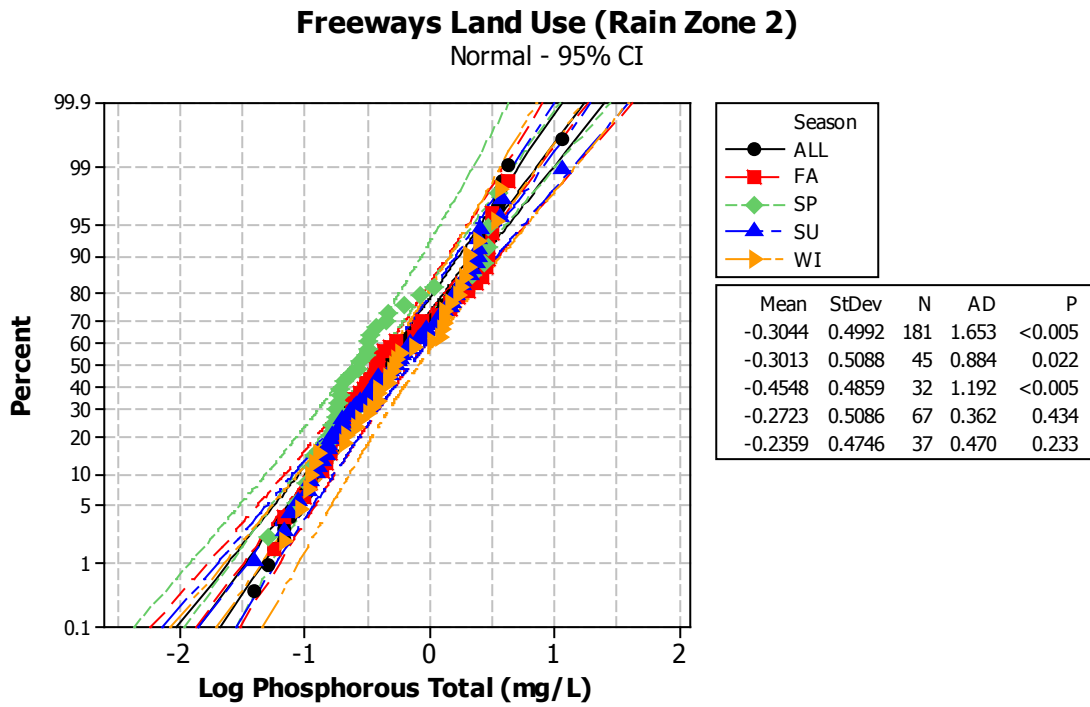 Freeways Land Use (Rain Zone 2)
Normal - 95% CI
99.9
99
95
90
80
70
60
50
40
30
20
10
5
1
0.1
Percent
-2 -1 0 1 2
Log Phosphorous Total (mg/L)
Season
ALL
FA
SP
SU
WI
Mean StDev N AD P
-0.3044 0.4992 181 1.653 <0.005
-0.3013 0.5088 45 0.884 0.022
-0.4548 0.4859 32 1.192 <0.005
-0.2723 0.5086 67 0.362 0.434
-0.2359 0.4746 37 0.470 0.233